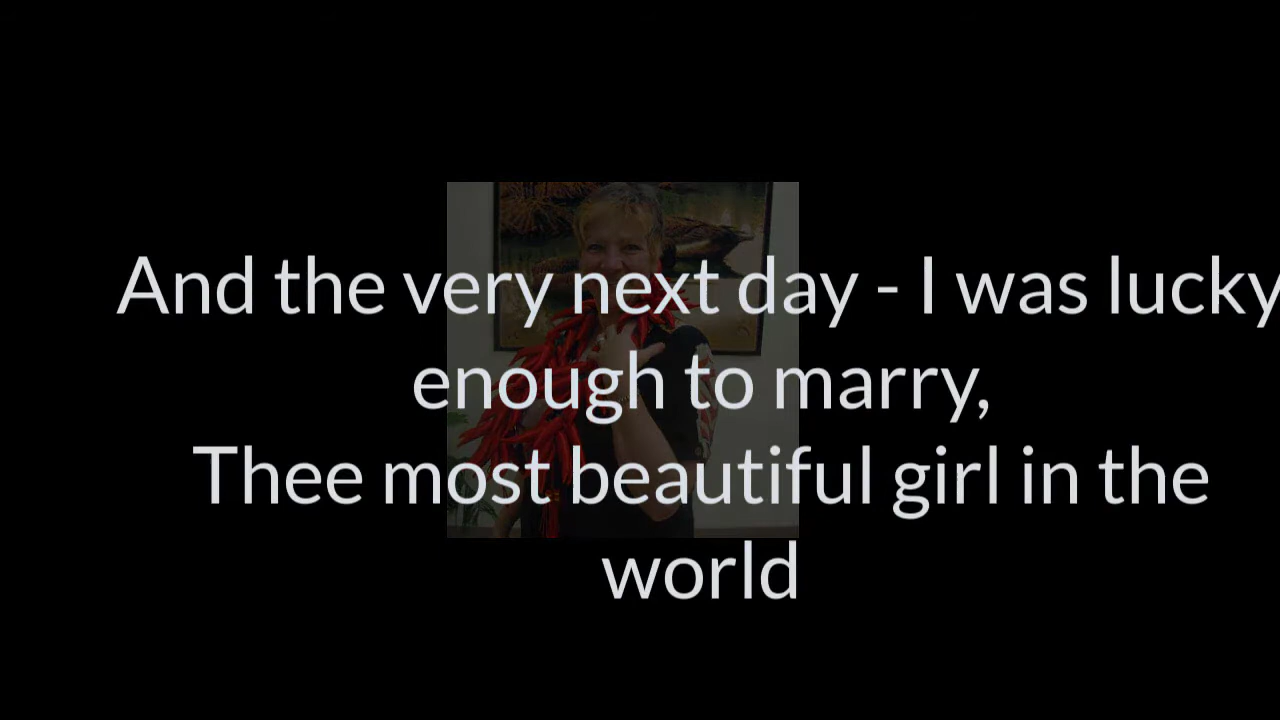 And the very next day - I was lucky
enough to marry,
Thee most beautiful girl in the
world